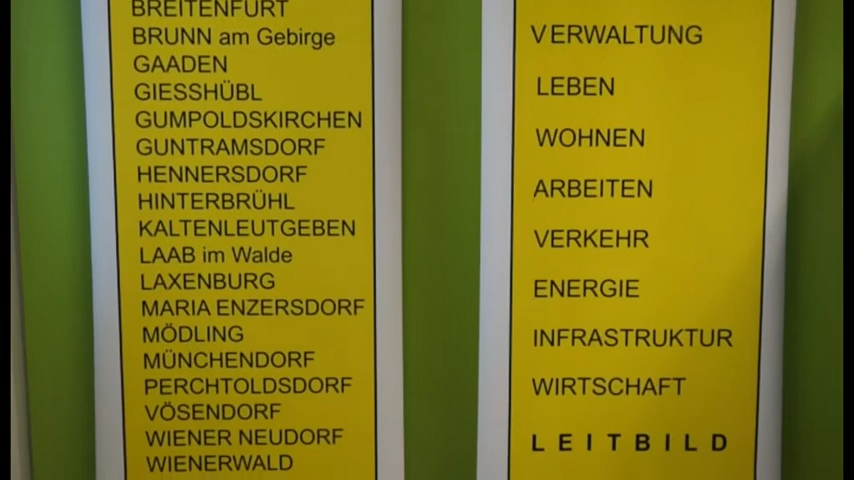 BREITENFURT
BRUNN am Gebirge
GAADEN
GIESSHÜBL
GUMPOLDSKIRCHEN
GUNTRAMSDORF
HENNERSDORF
HINTERBRÜHL
KALTENLEUTGEBEN
LAAB im Walde
LAXENBURG
MARIA ENZERSDORF
MÖDLING
MÜNCHENDORF
PERCHTOLDSDORF
VÖSENDORF
WIENER NEUDORF
WIENERWALD
VERWALTUNG
LEBEN
WOHNEN
ARBEITEN
VERKEHR
ENERGIE
INFRASTRUKTUR
WIRTSCHAFT
LEITBILD